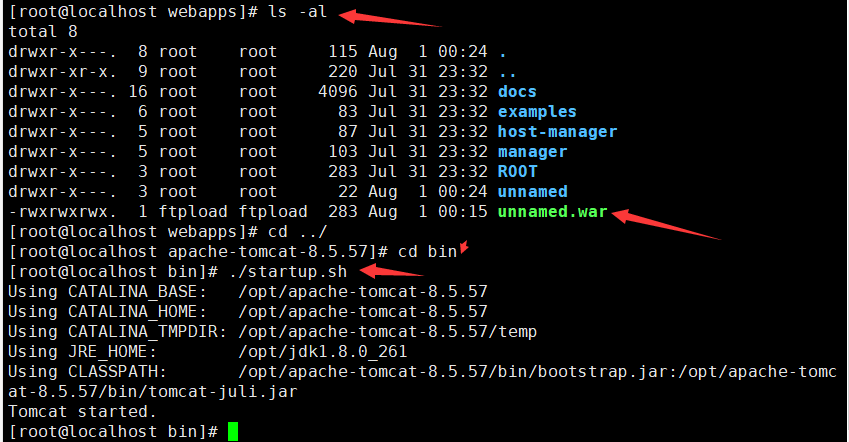 [root@localhost webapps]# ls -al
total 8
drwxr-x---.  8 root    root     115 Aug  1 00:24 .
drwxr-xr-x.  9 root    root     220 Jul 31 23:32 ..
drwxr-x---. 16 root    root    4096 Jul 31 23:32 docs
drwxr-x---.  6 root    root      83 Jul 31 23:32 examples
drwxr-x---.  5 root    root      87 Jul 31 23:32 host-manager
drwxr-x---.  5 root    root     103 Jul 31 23:32 manager
drwxr-x---.  3 root    root     283 Jul 31 23:32 ROOT
drwxr-x---.  3 root    root      22 Aug  1 00:24 unnamed
-rwxrwxrwx.  1 ftpload ftpload  283 Aug  1 00:15 unnamed.war
[root@localhost webapps]# cd ../
[root@localhost apache-tomcat-8.5.57]# cd bin
[root@localhost bin]# ./startup.sh
Using CATALINA_BASE:   /opt/apache-tomcat-8.5.57
Using CATALINA_HOME:   /opt/apache-tomcat-8.5.57
Using CATALINA_TMPDIR: /opt/apache-tomcat-8.5.57/temp
Using JRE_HOME:        /opt/jdk1.8.0_261
Using CLASSPATH:       /opt/apache-tomcat-8.5.57/bin/bootstrap.jar:/opt/apache-tomc
at-8.5.57/bin/tomcat-juli.jar
Tomcat started.
[root@localhost bin]#